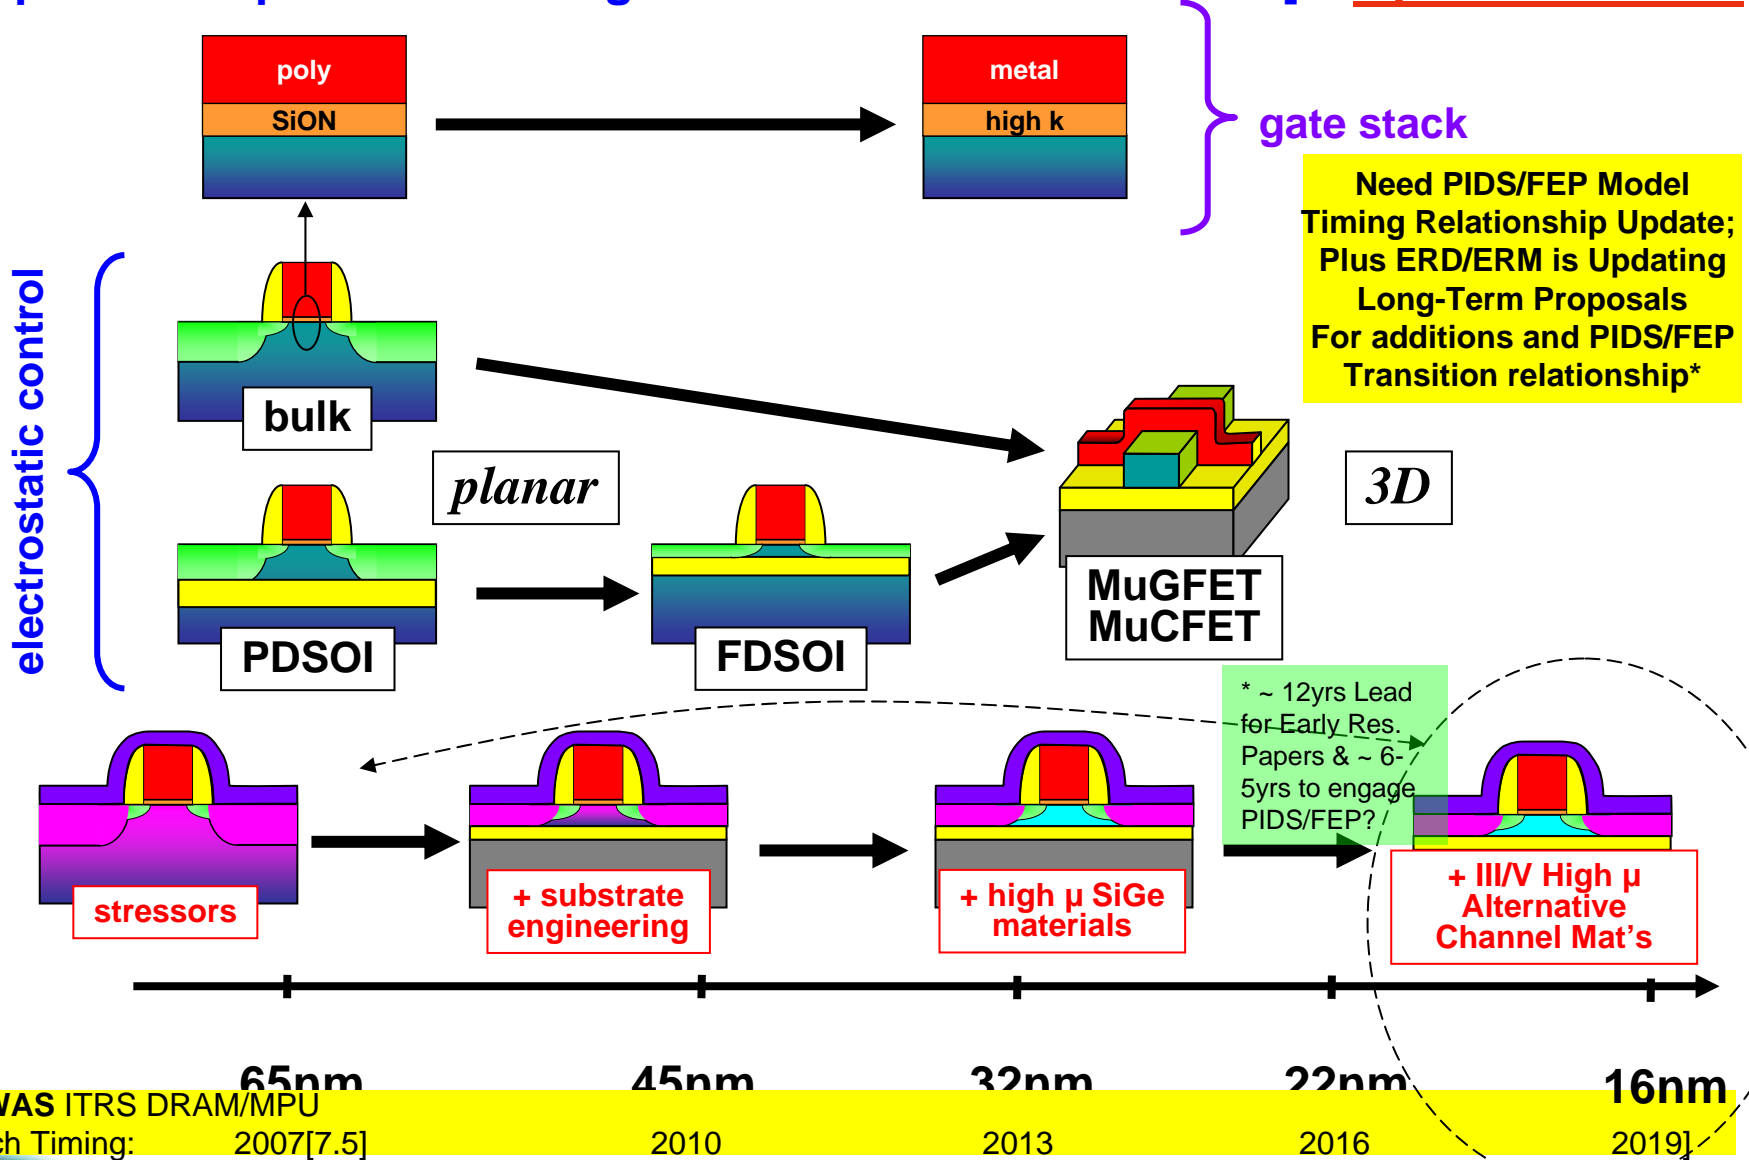 poly
SiON
metal
high k
gate stack
Need PIDS/FEP Model
Timing Relationship Update;
Plus ERD/ERM is Updating
Long-Term Proposals
For additions and PIDS/FEP
Transition relationship*
electrostatic control
bulk
planar
3D
PDSOI
FDSOI
MuGFET
MuCFET
* ~ 12yrs Lead
for Early Res.
Papers & ~ 6-
5yrs to engage
PIDS/FEP?
stressors
+ substrate
engineering
+ high µ SiGe
materials
+ III/V High µ
Alternative
Channel Mat's
65nm
45nm
32nm
22nm
16nm
WAS ITRS DRAM/MPU
ch Timing: 2007[7.5] 2010 2013 2016 2019]